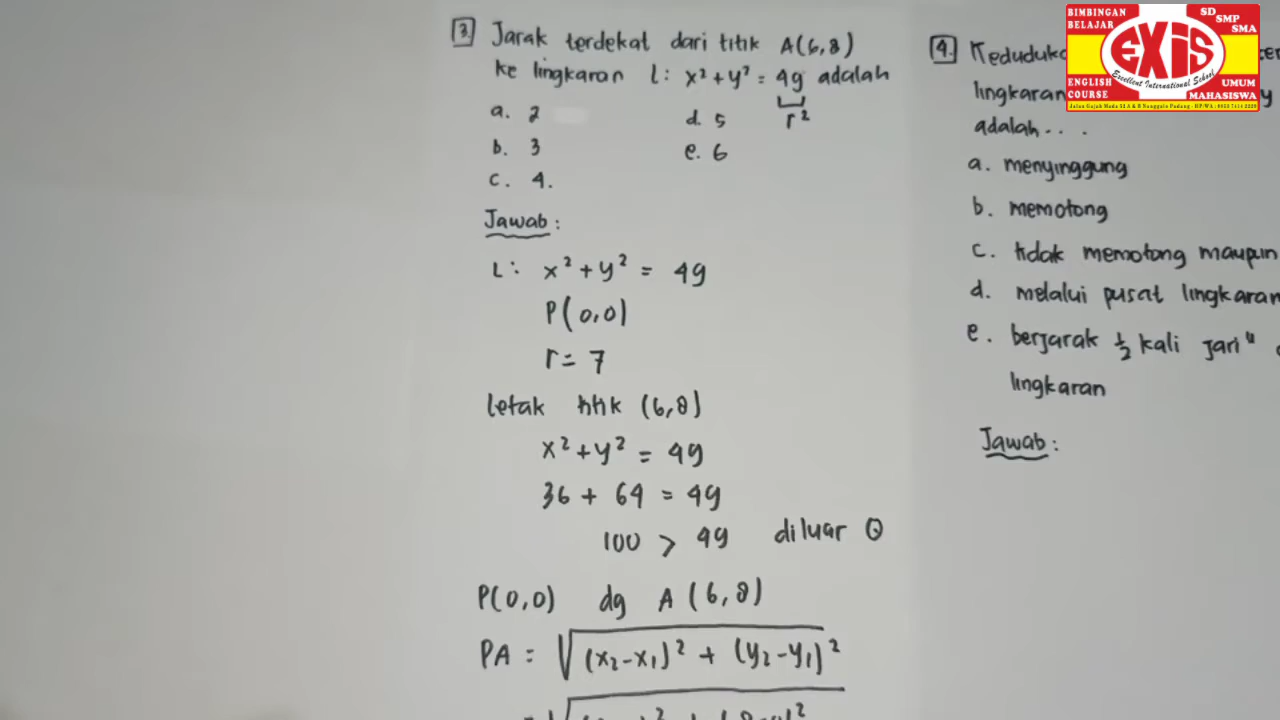 3. Jarak terdekat dari titik A(6,8)
ke lingkaran L: x² + y² = 49 adalah
r²
a. 2
b. 3
c. 4.
d. 5
e. 6
Jawab:
L: x² + y² = 49
P(0,0)
r = 7
letak titik (6,8)
x² + y² = 49
36 + 64 = 49
100 > 49 diluar ⊙
P(0,0) dg A(6,8)
PA = √(x₂-x₁)² + (y₂-y₁)²
4.
lingkaran
adalah...
a. menyinggung
b. memotong
c. tidak memotong maupun
d. melalui pusat lingkaran
e. berjarak ½ kali jari"
lingkaran
Jawab:
BIMBINGAN
BELAJAR
SD
SMP
SMA
EXIS
Excellent International School
ENGLISH
COURSE
UMUM
MAHASISWA